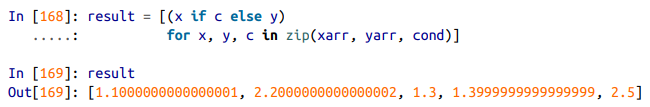 In [168]: result = [(x if c else y)
.....: for x, y, c in zip(xarr, yarr, cond)]
In [169]: result
Out[169]: [1.1000000000000001, 2.2000000000000002, 1.3, 1.3999999999999999, 2.5]